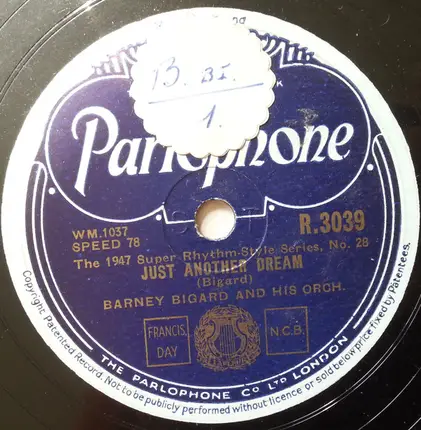 B. BI.
1.
Parlophone
WM.1037
SPEED 78
R.3039
The 1947 Super Rhythm-Style Series, No. 28
JUST ANOTHER DREAM
(Bigard)
BARNEY BIGARD AND HIS ORCH.
FRANCIS,
DAY
N.C.B.
THE PARLOPHONE CO LTD LONDON
Copyright Patented Record. Not to be publicly performed without licence or sold below price fixed by Patentees.